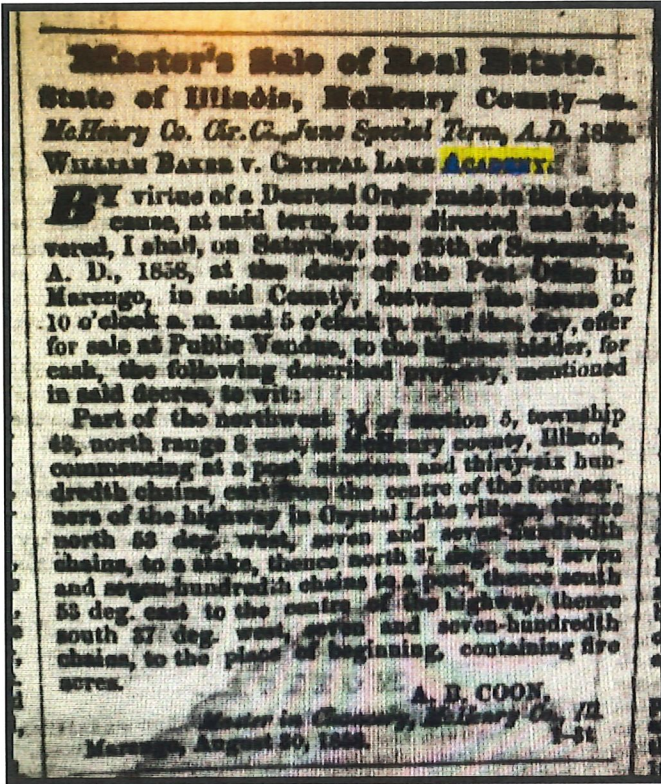 Master's Sale of Real Estate.
State of Illinois, McHenry County—ss.
McHenry Co. Cir. C., June Special Term, A.D. 1858.
WILLIAM BAKER V. CRYSTAL LAKE ACADEMY.
BY virtue of a Decretal Order made in the above
cause, at said term, to me directed and deli-
vered, I shall, on Saturday, the 25th of September,
A. D., 1858, at the door of the Post Office in
Marengo, in said County, between the hours of
10 o'clock a. m. and 5 o'clock p. m. of that day, offer
for sale at Public Vendue, to the highest bidder, for
cash, the following described property, mentioned
in said decree, to wit:
Part of the northwest ¼ of section 5, township
43, north range 8 east, in McHenry county, Illinois,
commencing at a post nineteen and thirty-six hun-
dredth chains, east from the centre of the four cor-
ners of the highway in Crystal Lake village, thence
north 53 deg. west, seven and seven-hundredth
chains, to a stake, thence north 37 deg. east, seven
and seven-hundredth chains to a post, thence south
53 deg. east to the centre of the highway, thence
south 37 deg. west, seven and seven-hundredth
chains, to the place of beginning, containing five
acres.
A. B. COON,
Master in Chancery, McHenry Co., Ill.
Marengo, August 30, 1858.